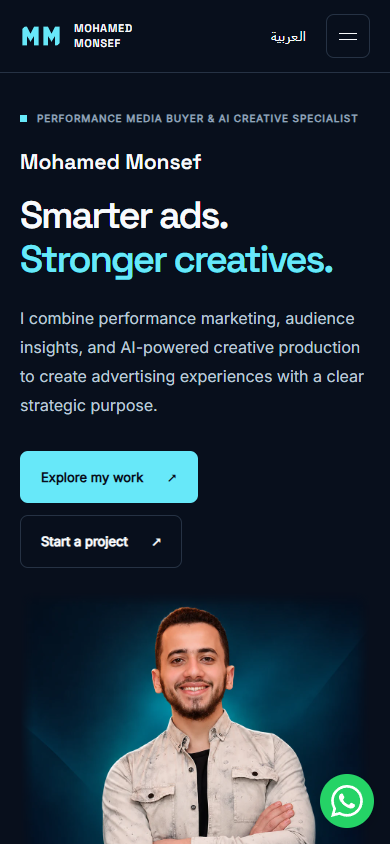 MM
MOHAMED
MONSEF
العربية
PERFORMANCE MEDIA BUYER & AI CREATIVE SPECIALIST
Mohamed Monsef
Smarter ads.
Stronger creatives.
I combine performance marketing, audience
insights, and AI-powered creative production
to create advertising experiences with a clear
strategic purpose.
Explore my work ↗
Start a project ↗